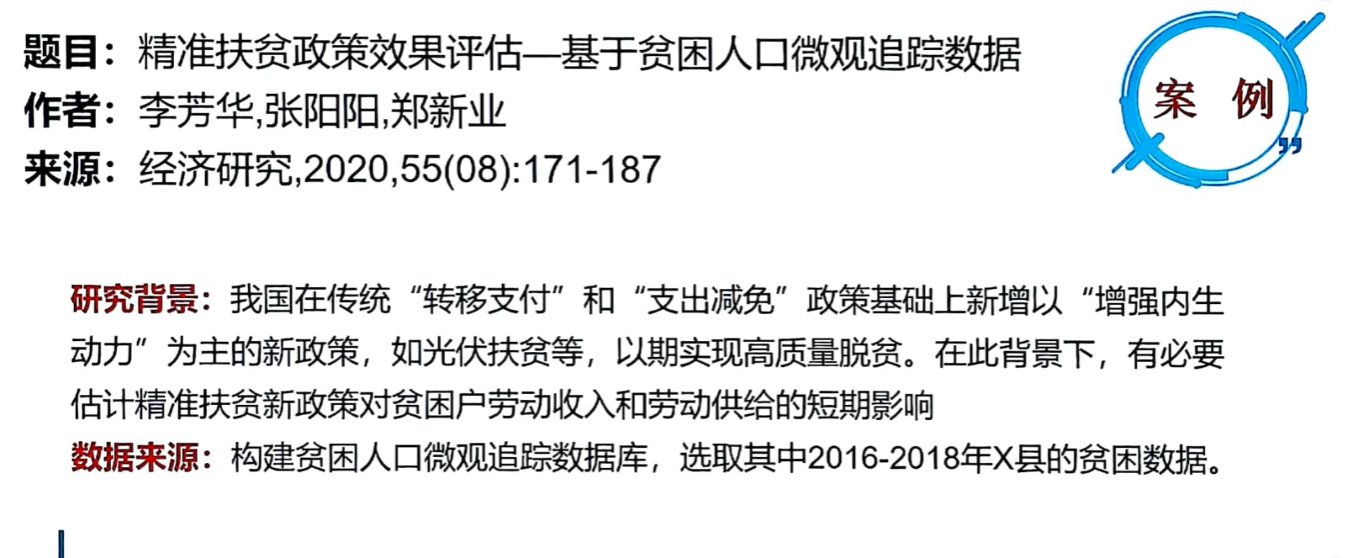 题目：精准扶贫政策效果评估—基于贫困人口微观追踪数据
作者：李芳华,张阳阳,郑新业
来源：经济研究,2020,55(08):171-187
案 例
研究背景：我国在传统“转移支付”和“支出减免”政策基础上新增以“增强内生
动力”为主的新政策，如光伏扶贫等，以期实现高质量脱贫。在此背景下，有必要
估计精准扶贫新政策对贫困户劳动收入和劳动供给的短期影响
数据来源：构建贫困人口微观追踪数据库，选取其中2016-2018年X县的贫困数据。